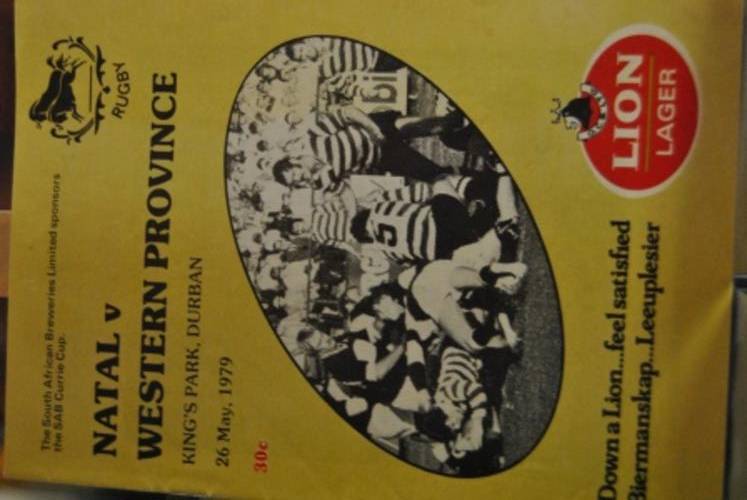 RUGBY
The South African Breweries Limited sponsors
the SAB Currie Cup.
NATAL v
WESTERN PROVINCE
KING'S PARK, DURBAN
26 May, 1979
30c
5
LION
LAGER
Down a Lion...feel satisfied
Biermanskap...Leeuplesier